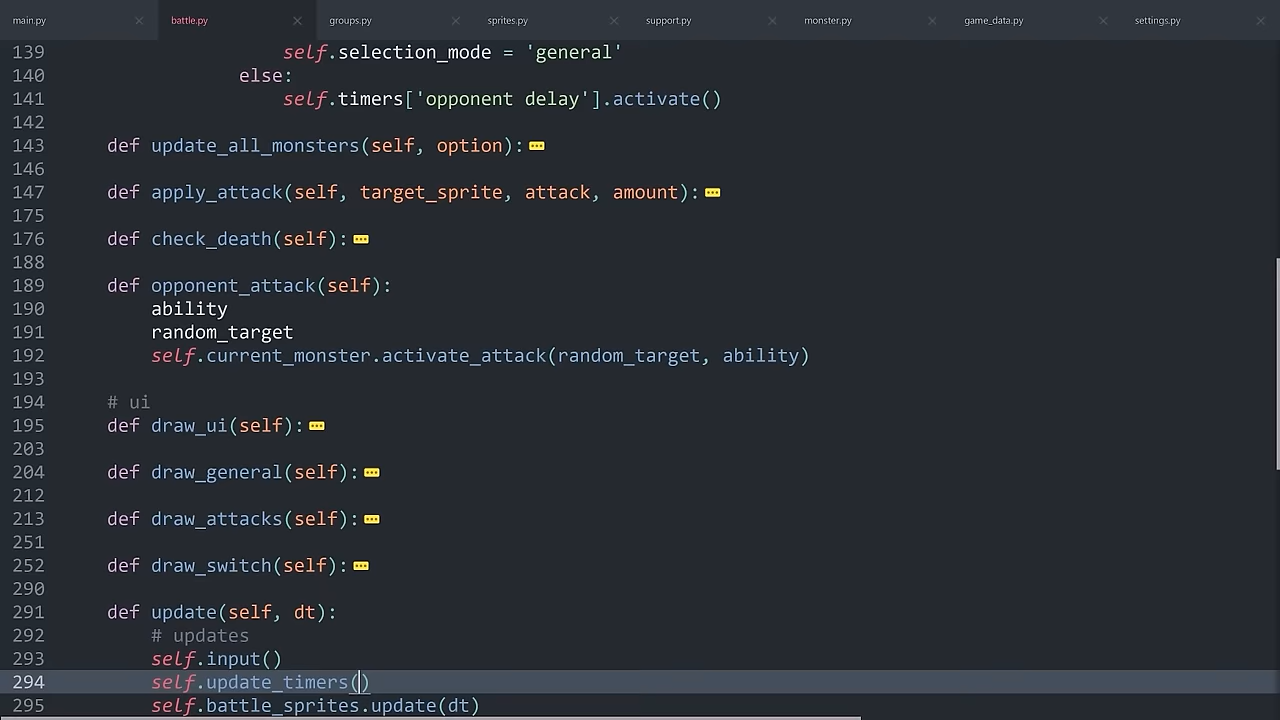 main.py battle.py groups.py sprites.py support.py monster.py game_data.py settings.py
139 self.selection_mode = 'general'
140 else:
141 self.timers['opponent delay'].activate()
142
143 def update_all_monsters(self, option):
146
147 def apply_attack(self, target_sprite, attack, amount):
175
176 def check_death(self):
188
189 def opponent_attack(self):
190 ability
191 random_target
192 self.current_monster.activate_attack(random_target, ability)
193
194 # ui
195 def draw_ui(self):
203
204 def draw_general(self):
212
213 def draw_attacks(self):
251
252 def draw_switch(self):
290
291 def update(self, dt):
292 # updates
293 self.input()
294 self.update_timers()
295 self.battle_sprites.update(dt)